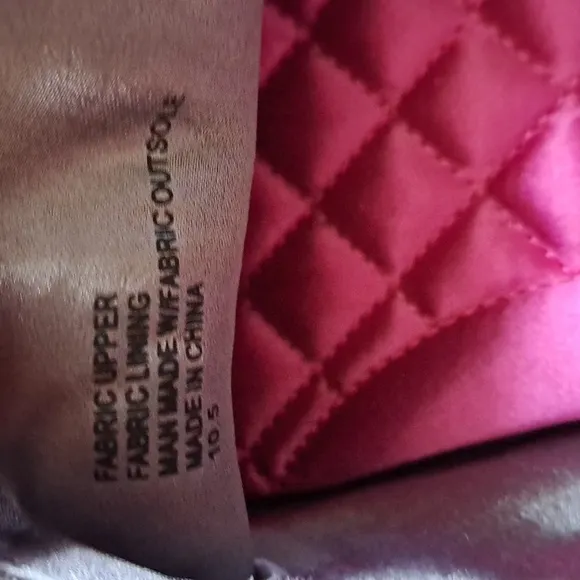 FABRIC UPPER
FABRIC LINING
MAN MADE W/FABRIC OUTSOLE
MADE IN CHINA
10.5